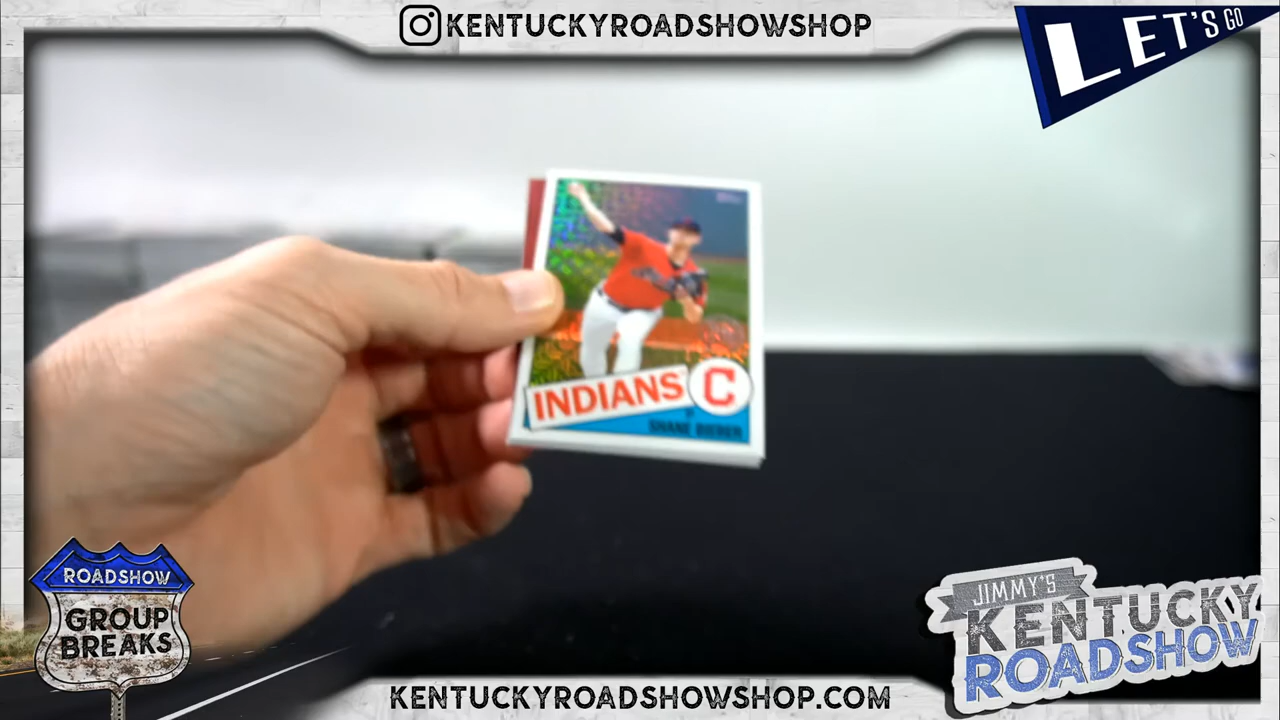 KENTUCKYROADSHOWSHOP
LET'S GO
INDIANS C
SHANE BIEBER
ROADSHOW
GROUP
BREAKS
JIMMY'S
KENTUCKY
ROADSHOW
KENTUCKYROADSHOWSHOP.COM